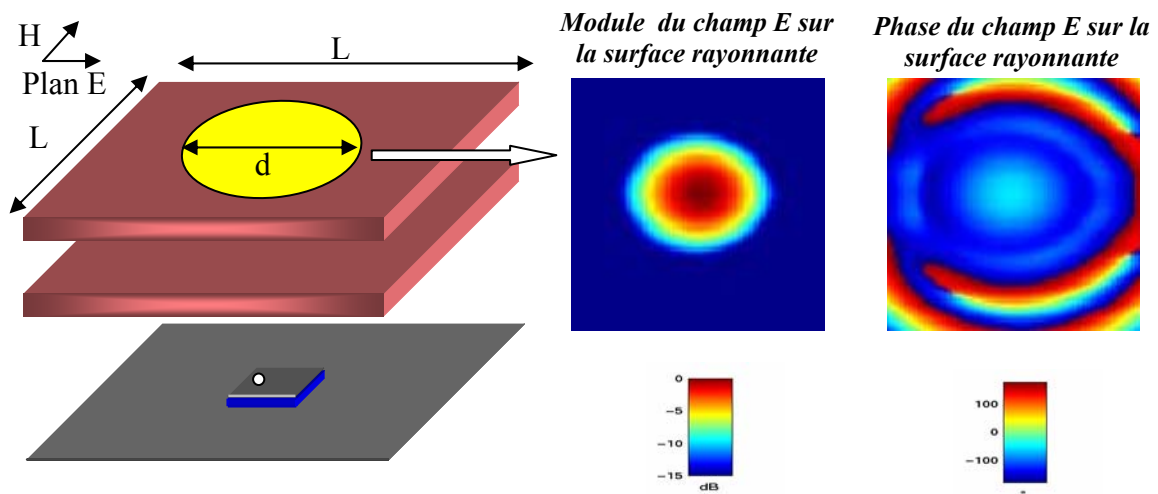 H
Plan E
L
L
d
Module du champ E sur
la surface rayonnante
Phase du champ E sur la
surface rayonnante
0
−5
−10
−15
dB
100
0
−100